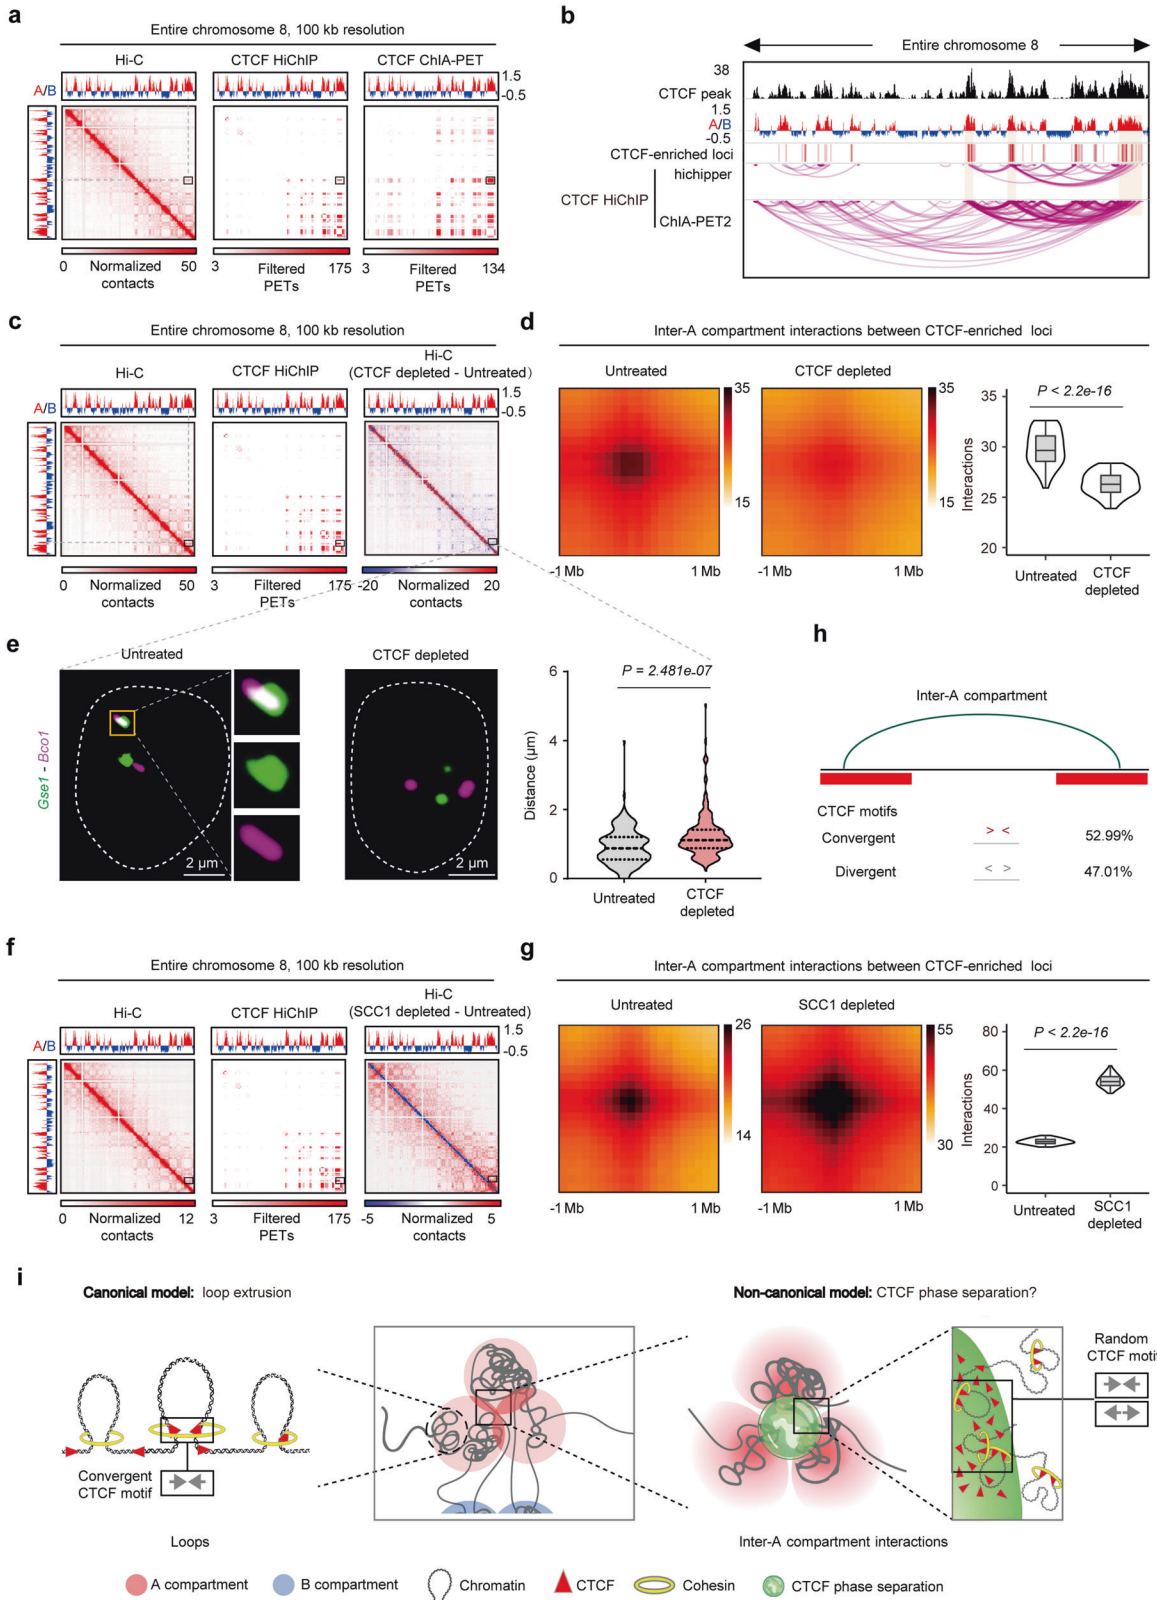 a
Entire chromosome 8, 100 kb resolution
Hi-C
CTCF HiChIP
CTCF ChIA-PET
1.5
-0.5
A/B
0 Normalized contacts 50
3 Filtered PETs 175
3 Filtered PETs 134
b
Entire chromosome 8
38
CTCF peak
1.5
A/B
-0.5
CTCF-enriched loci
hichipper
CTCF HiChIP
ChIA-PET2
c
Entire chromosome 8, 100 kb resolution
Hi-C
CTCF HiChIP
Hi-C
(CTCF depleted - Untreated)
1.5
-0.5
A/B
0 Normalized contacts 50
3 Filtered PETs 175
-20 Normalized contacts 20
d
Inter-A compartment interactions between CTCF-enriched loci
Untreated
CTCF depleted
35
15
35
15
-1 Mb 1 Mb
-1 Mb 1 Mb
P < 2.2e-16
Interactions
35
30
25
20
Untreated
CTCF depleted
e
Untreated
CTCF depleted
Gse1 - Bco1
2 µm
2 µm
P = 2.481e-07
Distance (µm)
6
4
2
0
Untreated
CTCF depleted
h
Inter-A compartment
CTCF motifs
Convergent > < 52.99%
Divergent < > 47.01%
f
Entire chromosome 8, 100 kb resolution
Hi-C
CTCF HiChIP
Hi-C
(SCC1 depleted - Untreated)
1.5
-0.5
A/B
0 Normalized contacts 12
3 Filtered PETs 175
-5 Normalized contacts 5
g
Inter-A compartment interactions between CTCF-enriched loci
Untreated
SCC1 depleted
26
14
55
30
-1 Mb 1 Mb
-1 Mb 1 Mb
P < 2.2e-16
Interactions
80
60
40
20
0
Untreated
SCC1 depleted
i
Canonical model: loop extrusion
Non-canonical model: CTCF phase separation?
Convergent
CTCF motif
Random
CTCF motif
Loops
Inter-A compartment interactions
A compartment
B compartment
Chromatin
CTCF
Cohesin
CTCF phase separation